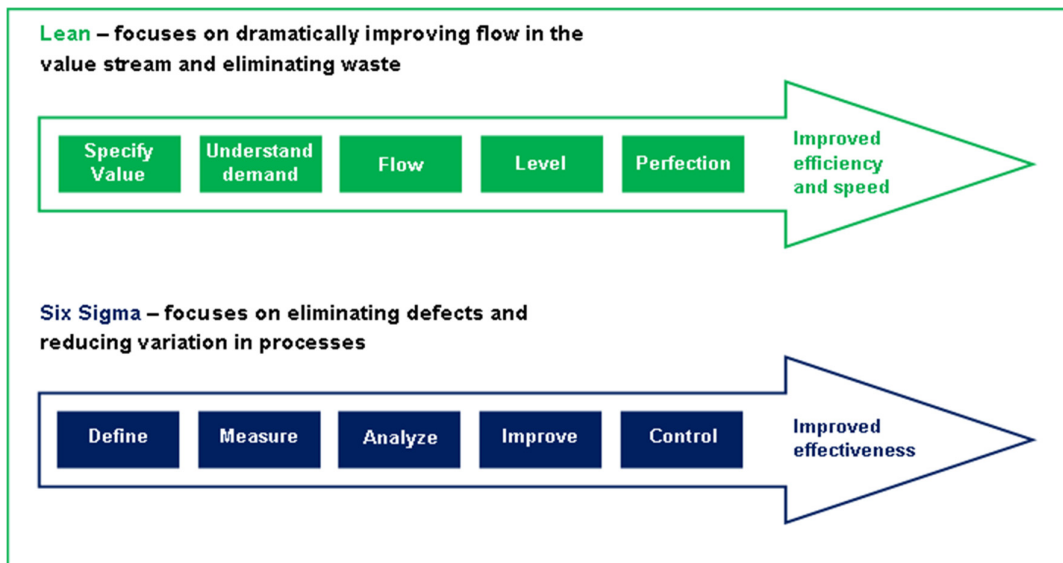 Lean – focuses on dramatically improving flow in the
value stream and eliminating waste
Specify
Value
Understand
demand
Flow
Level
Perfection
Improved
efficiency
and speed
Six Sigma – focuses on eliminating defects and
reducing variation in processes
Define
Measure
Analyze
Improve
Control
Improved
effectiveness